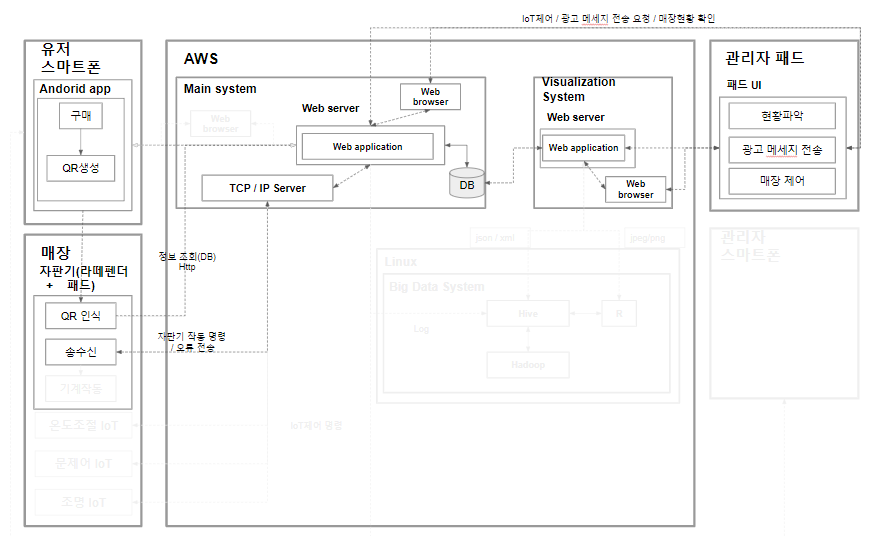 IoT제어 / 광고 메세지 전송 요청 / 매장현황 확인
유저
스마트폰
Andorid app
구매
QR생성
AWS
Main system
Web
browser
Web
browser
Web server
Web application
TCP / IP Server
DB
Visualization
System
Web server
Web application
Web
browser
관리자 패드
패드 UI
현황파악
광고 메세지 전송
매장 제어
매장
자판기(라떼펜더
+ 패드)
QR 인식
송수신
기계작동
온도조절 IoT
문제어 IoT
조명 IoT
정보 조회(DB)
Http
자판기 작동 명령
/ 오류 전송
IoT제어 명령
json / xml
jpeg/png
Linux
Big Data System
Hive
R
Log
Hadoop
관리자
스마트폰